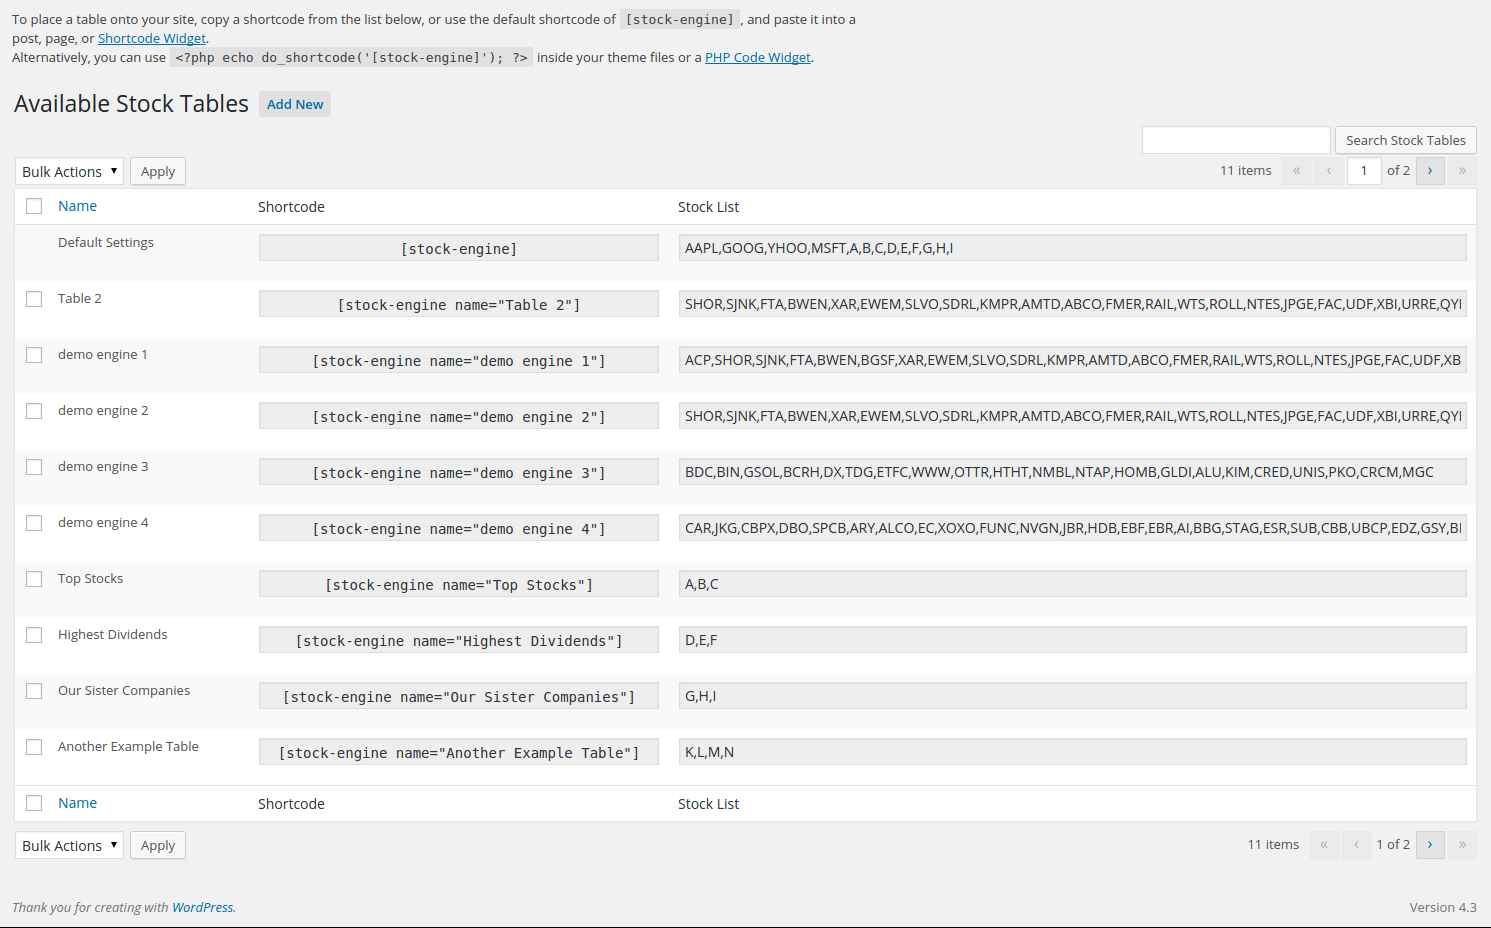 To place a table onto your site, copy a shortcode from the list below, or use the default shortcode of [stock-engine] , and paste it into a
post, page, or Shortcode Widget.
Alternatively, you can use <?php echo do_shortcode('[stock-engine]'); ?> inside your theme files or a PHP Code Widget.
Available Stock Tables Add New
Search Stock Tables
Bulk Actions ▼ Apply 11 items « ‹ 1 of 2 › »
Name Shortcode Stock List
Default Settings [stock-engine] AAPL,GOOG,YHOO,MSFT,A,B,C,D,E,F,G,H,I
Table 2 [stock-engine name="Table 2"] SHOR,SJNK,FTA,BWEN,XAR,EWEM,SLVO,SDRL,KMPR,AMTD,ABCO,FMER,RAIL,WTS,ROLL,NTES,JPGE,FAC,UDF,XBI,URRE,
demo engine 1 [stock-engine name="demo engine 1"] ACP,SHOR,SJNK,FTA,BWEN,BGSF,XAR,EWEM,SLVO,SDRL,KMPR,AMTD,ABCO,FMER,RAIL,WTS,ROLL,NTES,JPGE,FAC,UDF,XB
demo engine 2 [stock-engine name="demo engine 2"] SHOR,SJNK,FTA,BWEN,XAR,EWEM,SLVO,SDRL,KMPR,AMTD,ABCO,FMER,RAIL,WTS,ROLL,NTES,JPGE,FAC,UDF,XBI,URRE,
demo engine 3 [stock-engine name="demo engine 3"] BDC,BIN,GSOL,BCRH,DX,TDG,ETFC,WWW,OTTR,HTHT,NMBL,NTAP,HOMB,GLDI,ALU,KIM,CRED,UNIS,PKO,CRCM,MGC
demo engine 4 [stock-engine name="demo engine 4"] CAR,JKG,CBPX,DBO,SPCB,ARY,ALCO,EC,XOXO,FUNC,NVGN,JBR,HDB,EBF,EBR,AI,BBG,STAG,ESR,SUB,CBB,UBCP,EDZ,GSY,
Top Stocks [stock-engine name="Top Stocks"] A,B,C
Highest Dividends [stock-engine name="Highest Dividends"] D,E,F
Our Sister Companies [stock-engine name="Our Sister Companies"] G,H,I
Another Example Table [stock-engine name="Another Example Table"] K,L,M,N
Name Shortcode Stock List
Bulk Actions ▼ Apply 11 items « ‹ 1 of 2 › »
Thank you for creating with WordPress. Version 4.3